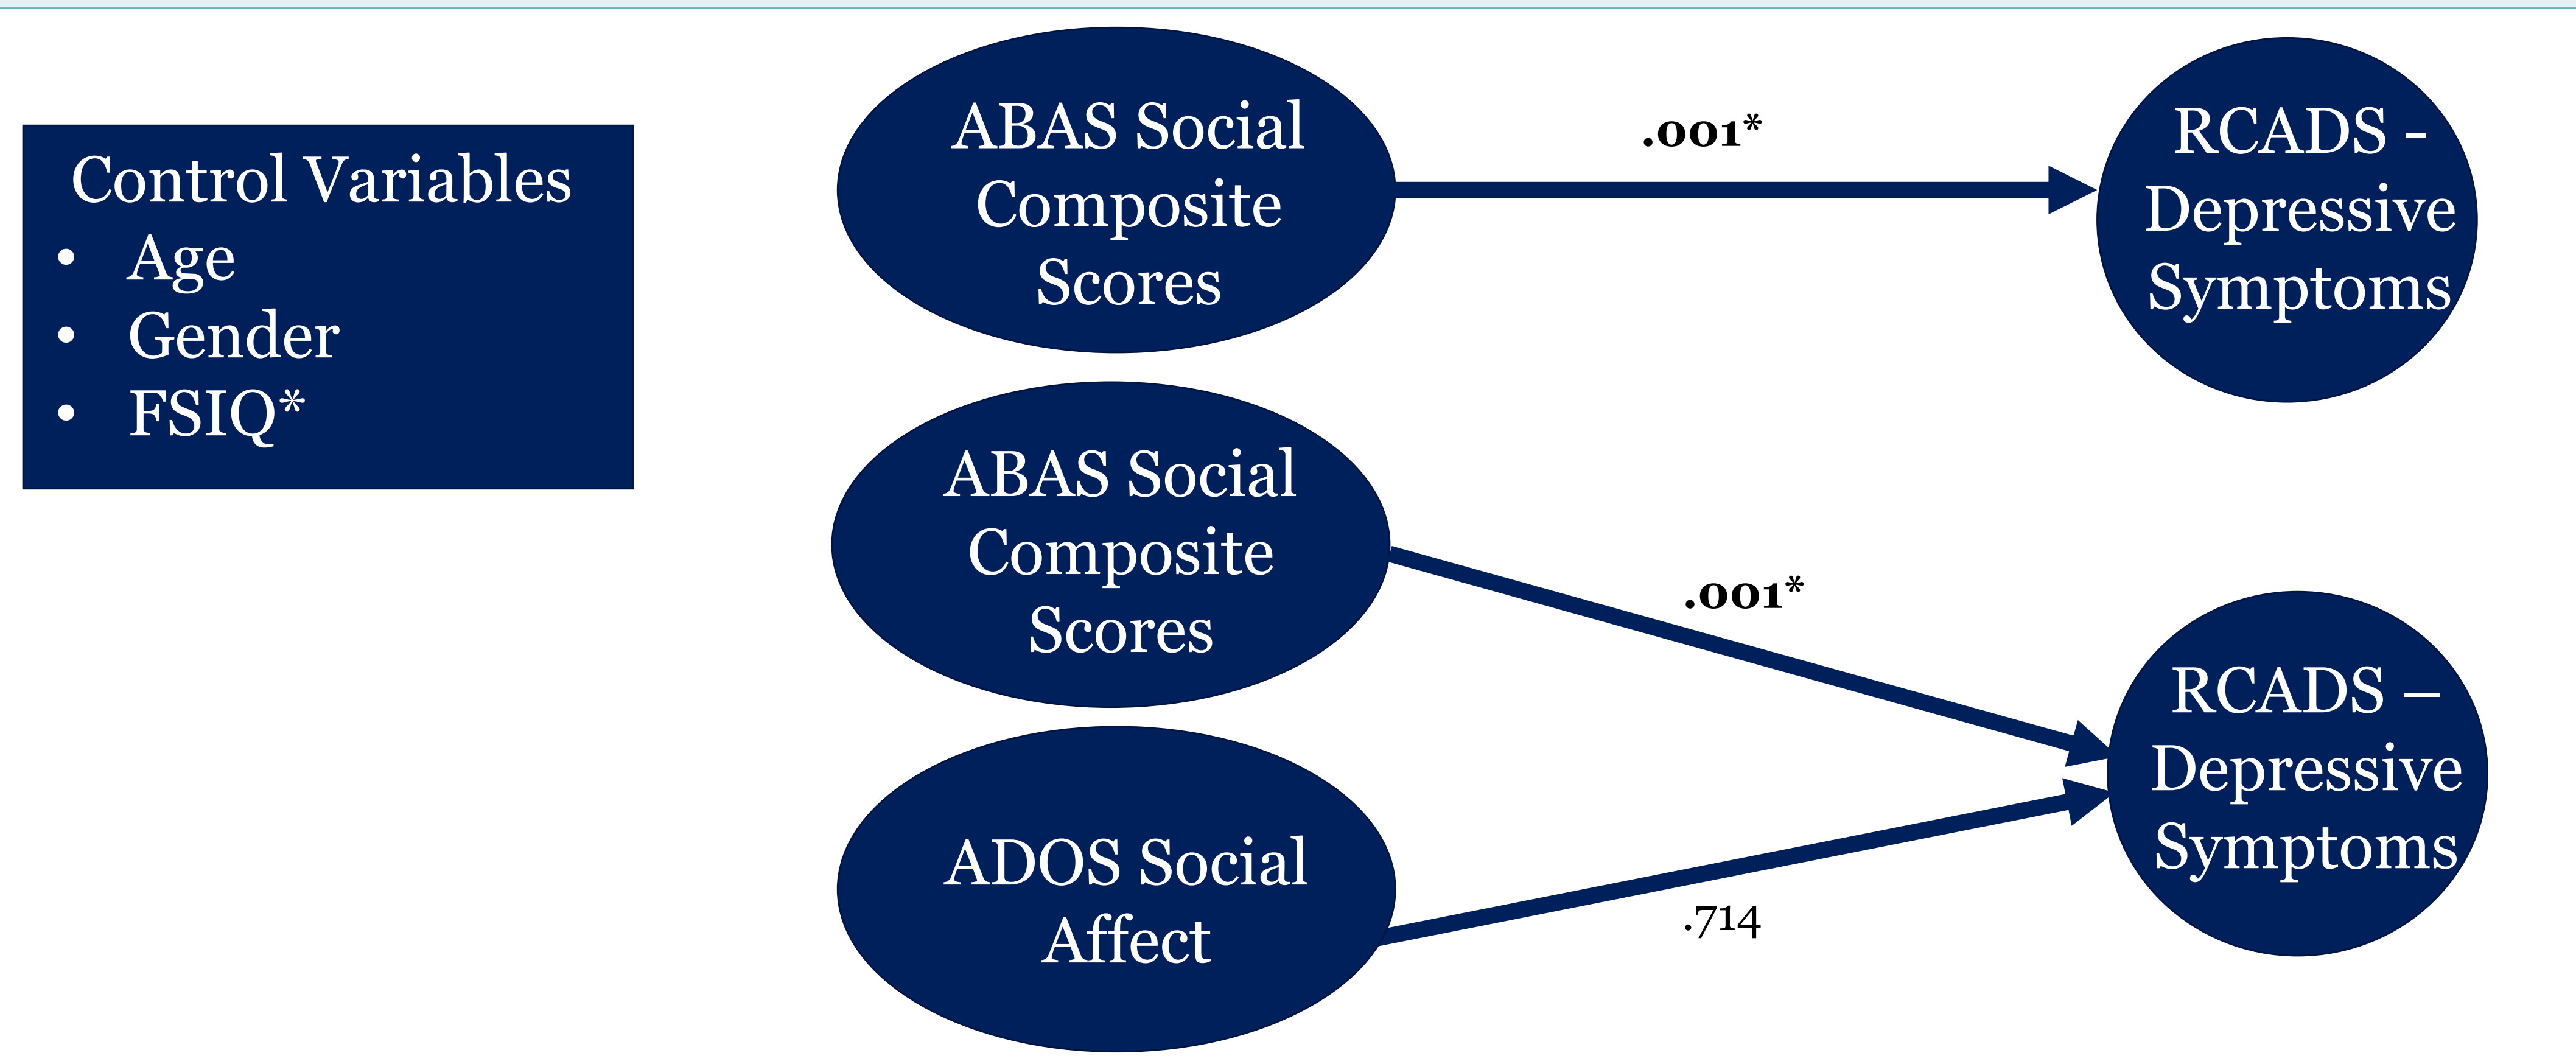 Control Variables
• Age
• Gender
• FSIQ*
ABAS Social
Composite
Scores
.001*
RCADS -
Depressive
Symptoms
ABAS Social
Composite
Scores
.001*
ADOS Social
Affect
.714
RCADS –
Depressive
Symptoms